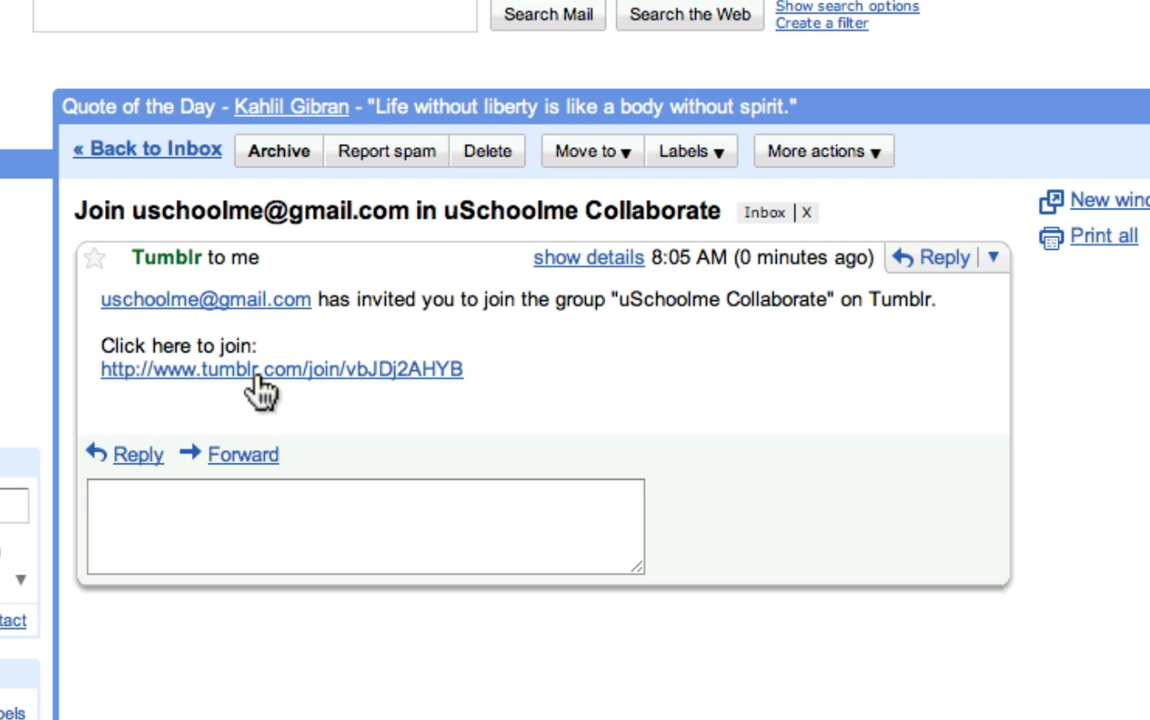 Search Mail Search the Web Show search options
Create a filter
Quote of the Day - Kahlil Gibran - "Life without liberty is like a body without spirit."
« Back to Inbox Archive Report spam Delete Move to ▼ Labels ▼ More actions ▼
Join uschoolme@gmail.com in uSchoolme Collaborate Inbox | X
New wind
Print all
Tumblr to me show details 8:05 AM (0 minutes ago) Reply ▼
uschoolme@gmail.com has invited you to join the group "uSchoolme Collaborate" on Tumblr.
Click here to join:
http://www.tumblr.com/join/vbJDj2AHYB
Reply Forward
tact
bels